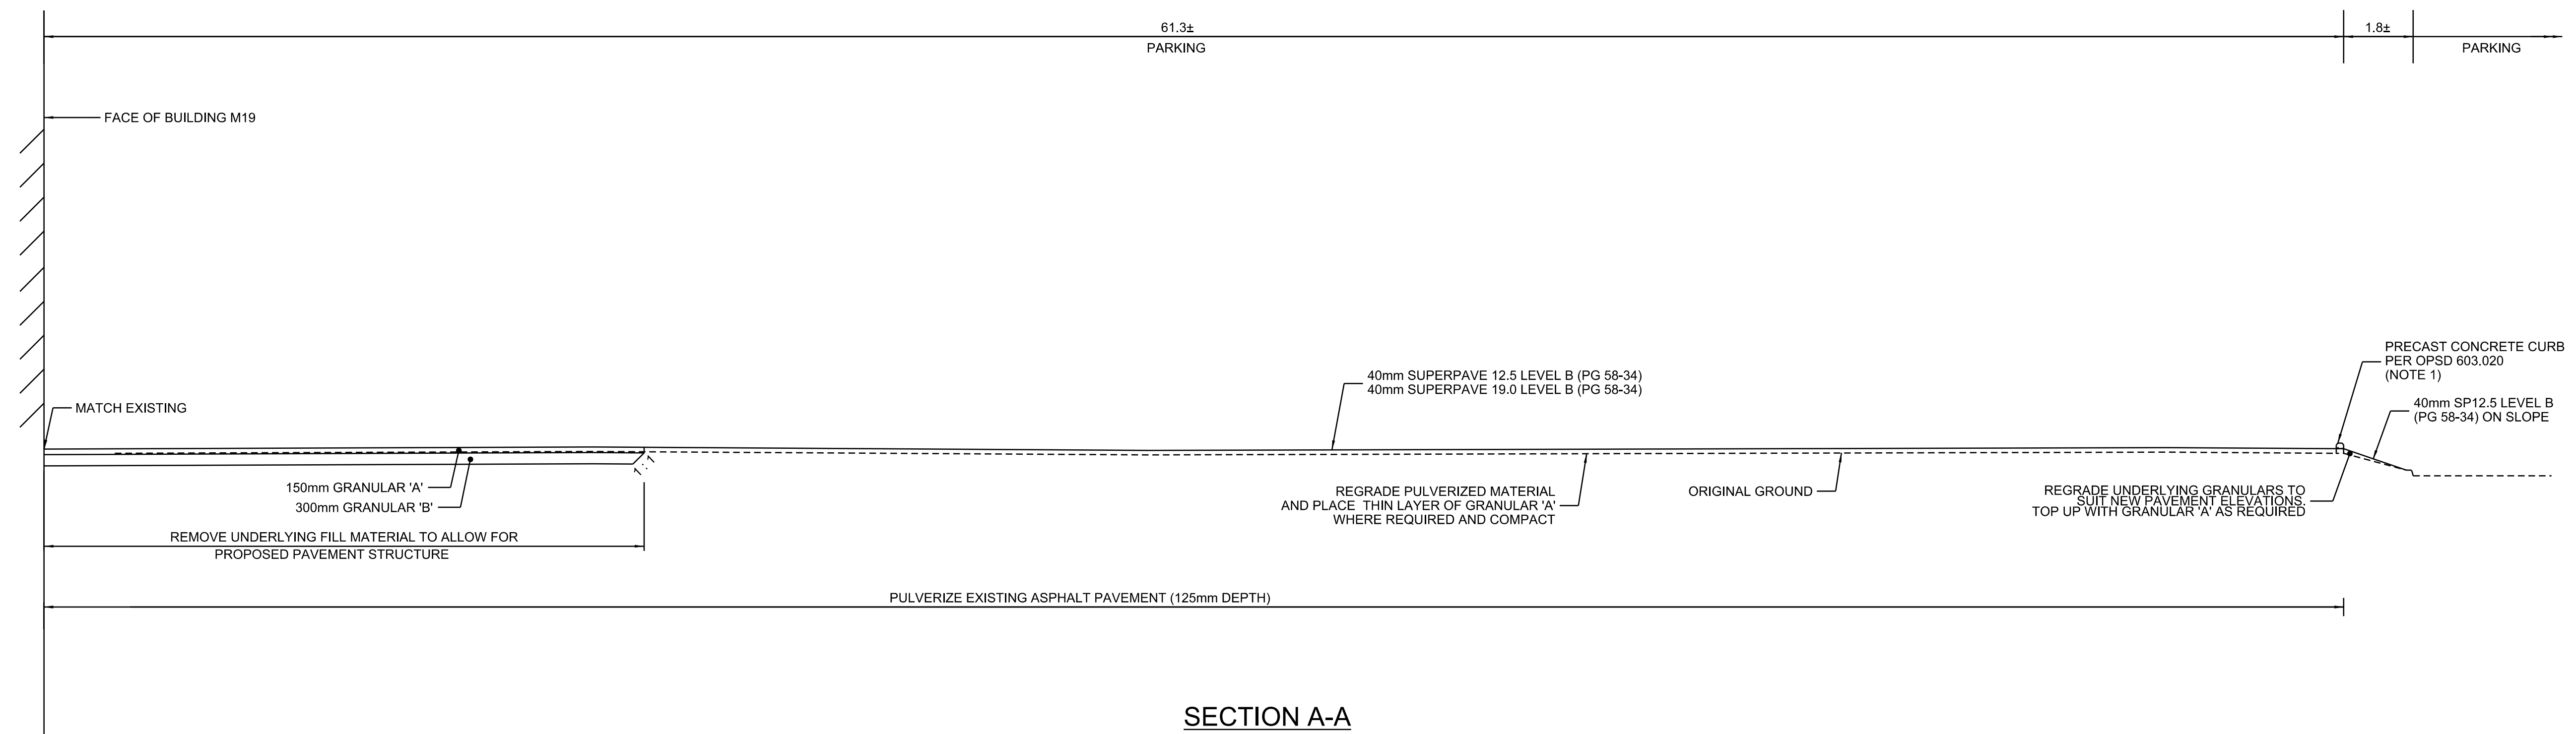 61.3±
PARKING
1.8±
PARKING
FACE OF BUILDING M19
PRECAST CONCRETE CURB
PER OPSD 603.020
(NOTE 1)
40mm SUPERPAVE 12.5 LEVEL B (PG 58-34)
40mm SUPERPAVE 19.0 LEVEL B (PG 58-34)
MATCH EXISTING
40mm SP12.5 LEVEL B
(PG 58-34) ON SLOPE
1:1
150mm GRANULAR 'A'
300mm GRANULAR 'B'
REGRADE PULVERIZED MATERIAL
AND PLACE THIN LAYER OF GRANULAR 'A'
WHERE REQUIRED AND COMPACT
ORIGINAL GROUND
REGRADE UNDERLYING GRANULARS TO
SUIT NEW PAVEMENT ELEVATIONS.
TOP UP WITH GRANULAR 'A' AS REQUIRED
REMOVE UNDERLYING FILL MATERIAL TO ALLOW FOR
PROPOSED PAVEMENT STRUCTURE
PULVERIZE EXISTING ASPHALT PAVEMENT (125mm DEPTH)
SECTION A-A